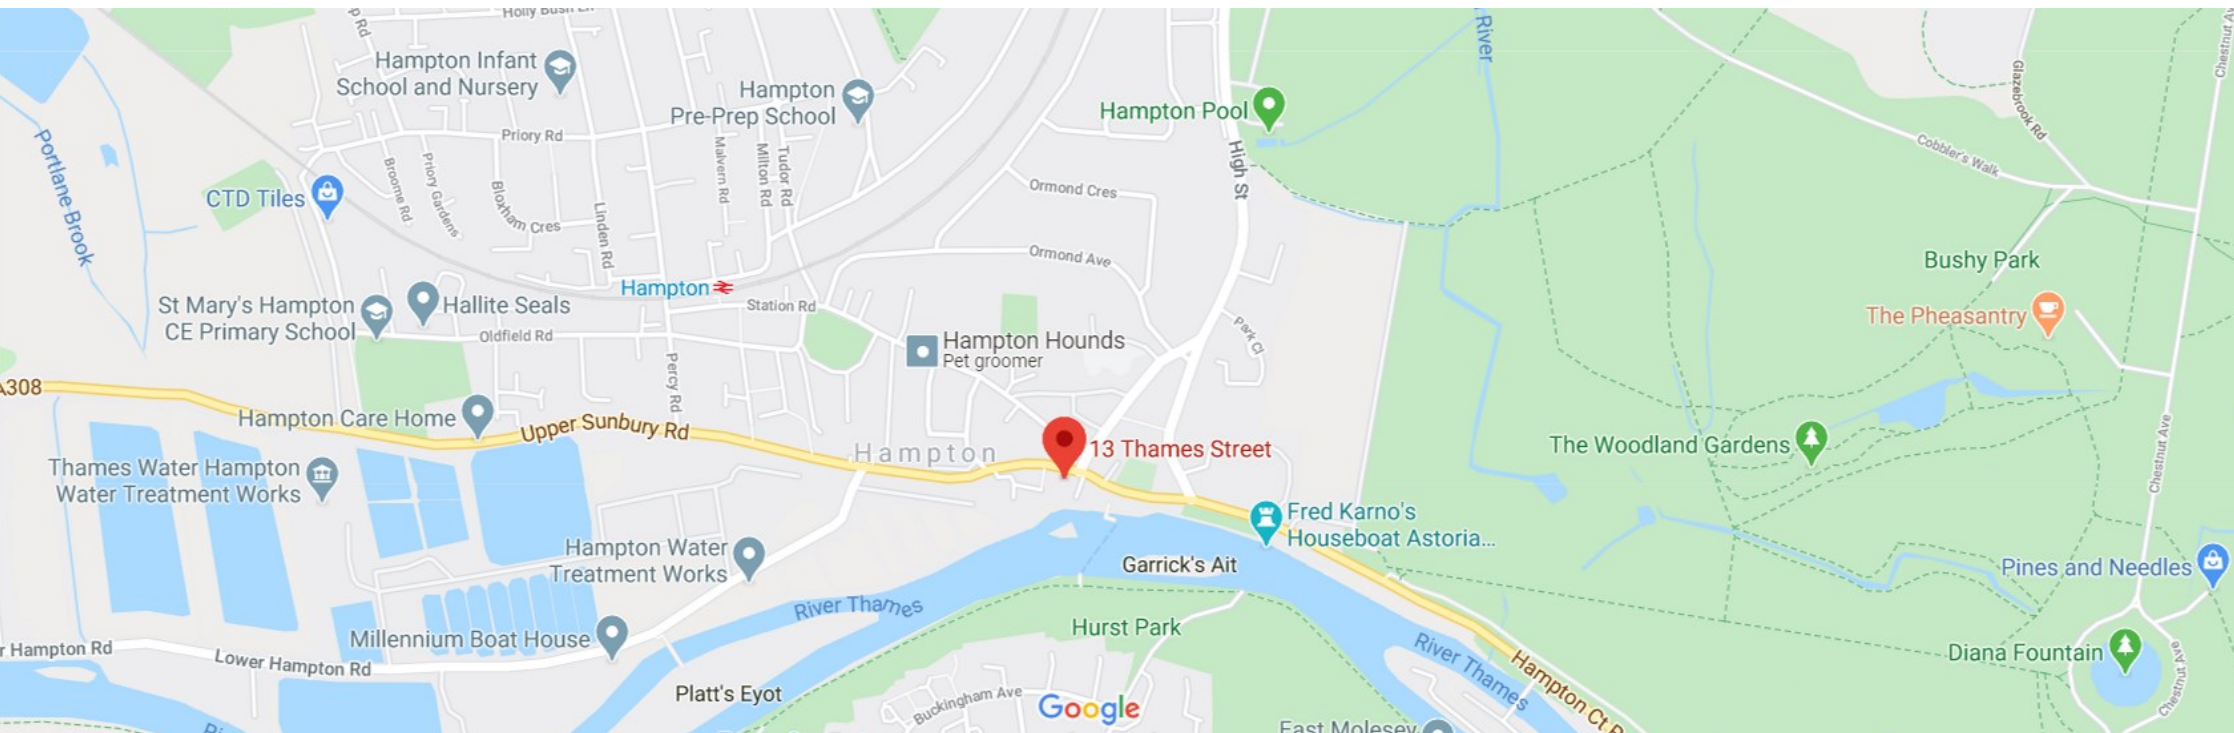 Holly Bush Ln
p Rd
Hampton Infant
School and Nursery
Hampton
Pre-Prep School
Priory Rd
Portlane Brook
CTD Tiles
Broome Rd
Priory Gardens
Bloxham Cres
Linden Rd
Malvern Rd
Milton Rd
Tudor Rd
Hampton Pool
High St
River
Glazebrook Rd
Chestnut Av
Cobbler's Walk
Ormond Cres
Ormond Ave
Bushy Park
The Pheasantry
Hampton
Station Rd
St Mary's Hampton
CE Primary School
Hallite Seals
Oldfield Rd
Hampton Hounds
Pet groomer
Park Cl
Percy Rd
A308
Hampton Care Home
Upper Sunbury Rd
Hampton
13 Thames Street
The Woodland Gardens
Chestnut Ave
Thames Water Hampton
Water Treatment Works
Fred Karno's
Houseboat Astoria...
Hampton Water
Treatment Works
Garrick's Ait
Pines and Needles
River Thames
Hurst Park
Millennium Boat House
r Hampton Rd
Lower Hampton Rd
River Thames
Hampton Ct R
Diana Fountain
Chestnut Ave
Platt's Eyot
Buckingham Ave
Google
East Molesey